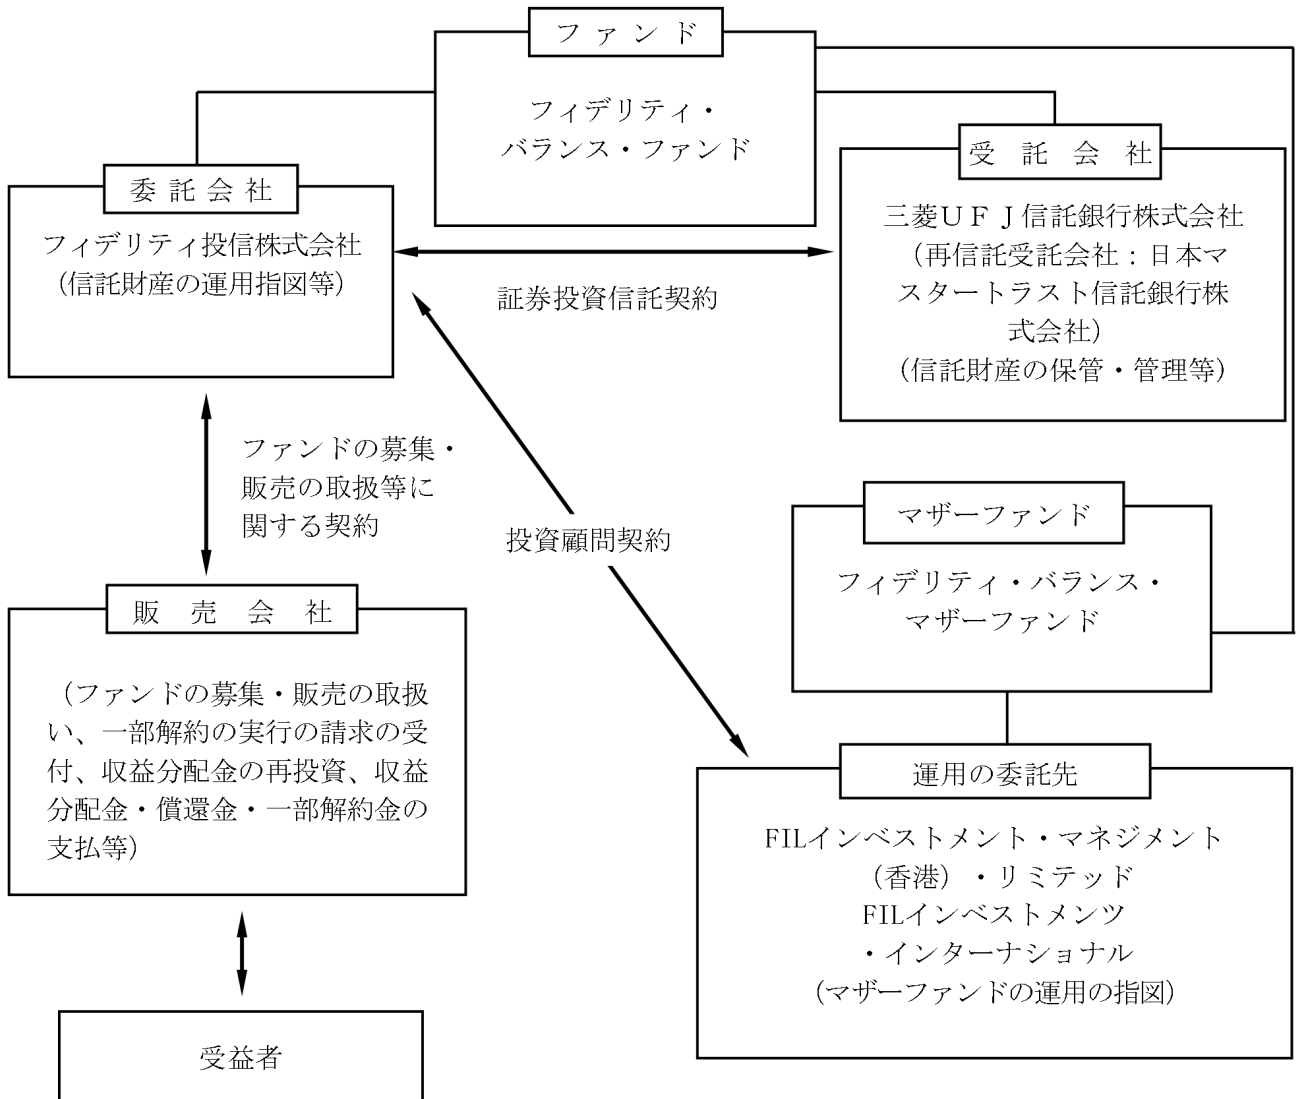 ファンド
フィデリティ・
バランス・ファンド
委託会社
フィデリティ投信株式会社
(信託財産の運用指図等)
受託会社
三菱UFJ信託銀行株式会社
(再信託受託会社:日本マ
スタートラスト信託銀行株
式会社)
(信託財産の保管・管理等)
証券投資信託契約
ファンドの募集・
販売の取扱等に
関する契約
投資顧問契約
マザーファンド
フィデリティ・バランス・
マザーファンド
販売会社
(ファンドの募集・販売の取扱
い、一部解約の実行の請求の受
付、収益分配金の再投資、収益
分配金・償還金・一部解約金の
支払等)
運用の委託先
FILインベストメント・マネジメント
(香港)・リミテッド
FILインベストメンツ
・インターナショナル
(マザーファンドの運用の指図)
受益者